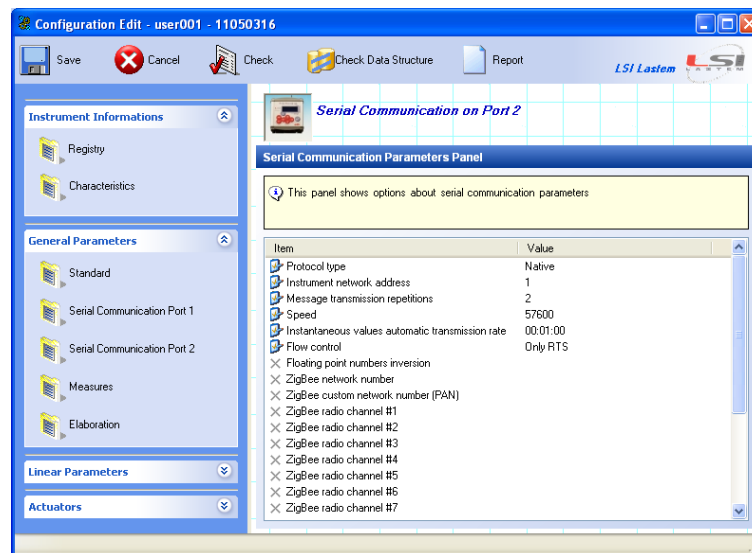 Configuration Edit - user001 - 11050316
Save Cancel Check Check Data Structure Report LSI Lastem LSI LASTEM
Instrument Informations
Registry
Characteristics
General Parameters
Standard
Serial Communication Port 1
Serial Communication Port 2
Measures
Elaboration
Linear Parameters
Actuators
Serial Communication on Port 2
Serial Communication Parameters Panel
This panel shows options about serial communication parameters
Item Value
Protocol type Native
Instrument network address 1
Message transmission repetitions 2
Speed 57600
Instantaneous values automatic transmission rate 00:01:00
Flow control Only RTS
Floating point numbers inversion
ZigBee network number
ZigBee custom network number (PAN)
ZigBee radio channel #1
ZigBee radio channel #2
ZigBee radio channel #3
ZigBee radio channel #4
ZigBee radio channel #5
ZigBee radio channel #6
ZigBee radio channel #7